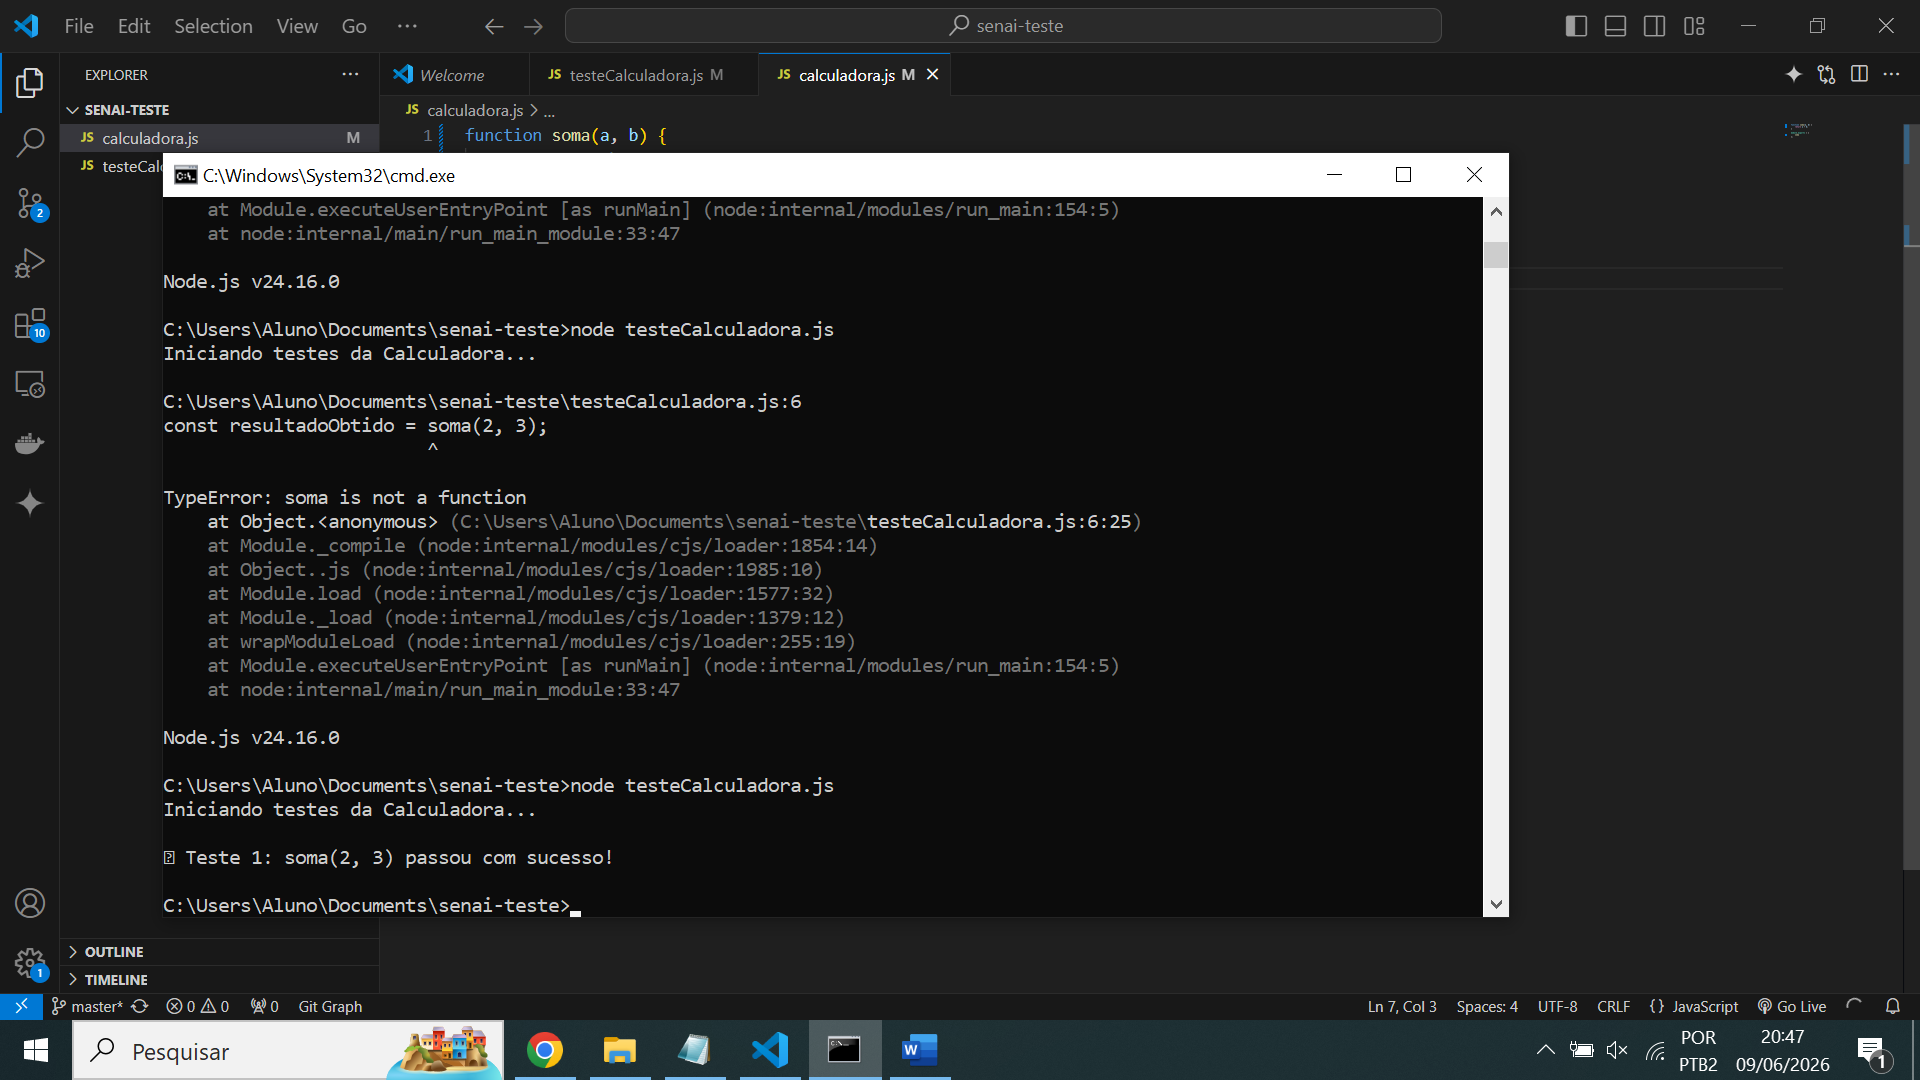 File Edit Selection View Go ···
senai-teste
EXPLORER ···
Welcome
JS testeCalculadora.js M
JS calculadora.js M
SENAI-TESTE
JS calculadora.js M
JS testeCal
JS calculadora.js > ...
1 function soma(a, b) {
C:\Windows\System32\cmd.exe
at Module.executeUserEntryPoint [as runMain] (node:internal/modules/run_main:154:5)
at node:internal/main/run_main_module:33:47
Node.js v24.16.0
C:\Users\Aluno\Documents\senai-teste>node testeCalculadora.js
Iniciando testes da Calculadora...
C:\Users\Aluno\Documents\senai-teste\testeCalculadora.js:6
const resultadoObtido = soma(2, 3);
^
TypeError: soma is not a function
at Object.<anonymous> (C:\Users\Aluno\Documents\senai-teste\testeCalculadora.js:6:25)
at Module._compile (node:internal/modules/cjs/loader:1854:14)
at Object..js (node:internal/modules/cjs/loader:1985:10)
at Module.load (node:internal/modules/cjs/loader:1577:32)
at Module._load (node:internal/modules/cjs/loader:1379:12)
at wrapModuleLoad (node:internal/modules/cjs/loader:255:19)
at Module.executeUserEntryPoint [as runMain] (node:internal/modules/run_main:154:5)
at node:internal/main/run_main_module:33:47
Node.js v24.16.0
C:\Users\Aluno\Documents\senai-teste>node testeCalculadora.js
Iniciando testes da Calculadora...
Teste 1: soma(2, 3) passou com sucesso!
C:\Users\Aluno\Documents\senai-teste>
2
10
1
OUTLINE
TIMELINE
master* 0 0 0 Git Graph
Ln 7, Col 3 Spaces: 4 UTF-8 CRLF {} JavaScript Go Live
Pesquisar
POR
PTB2
20:47
09/06/2026
1